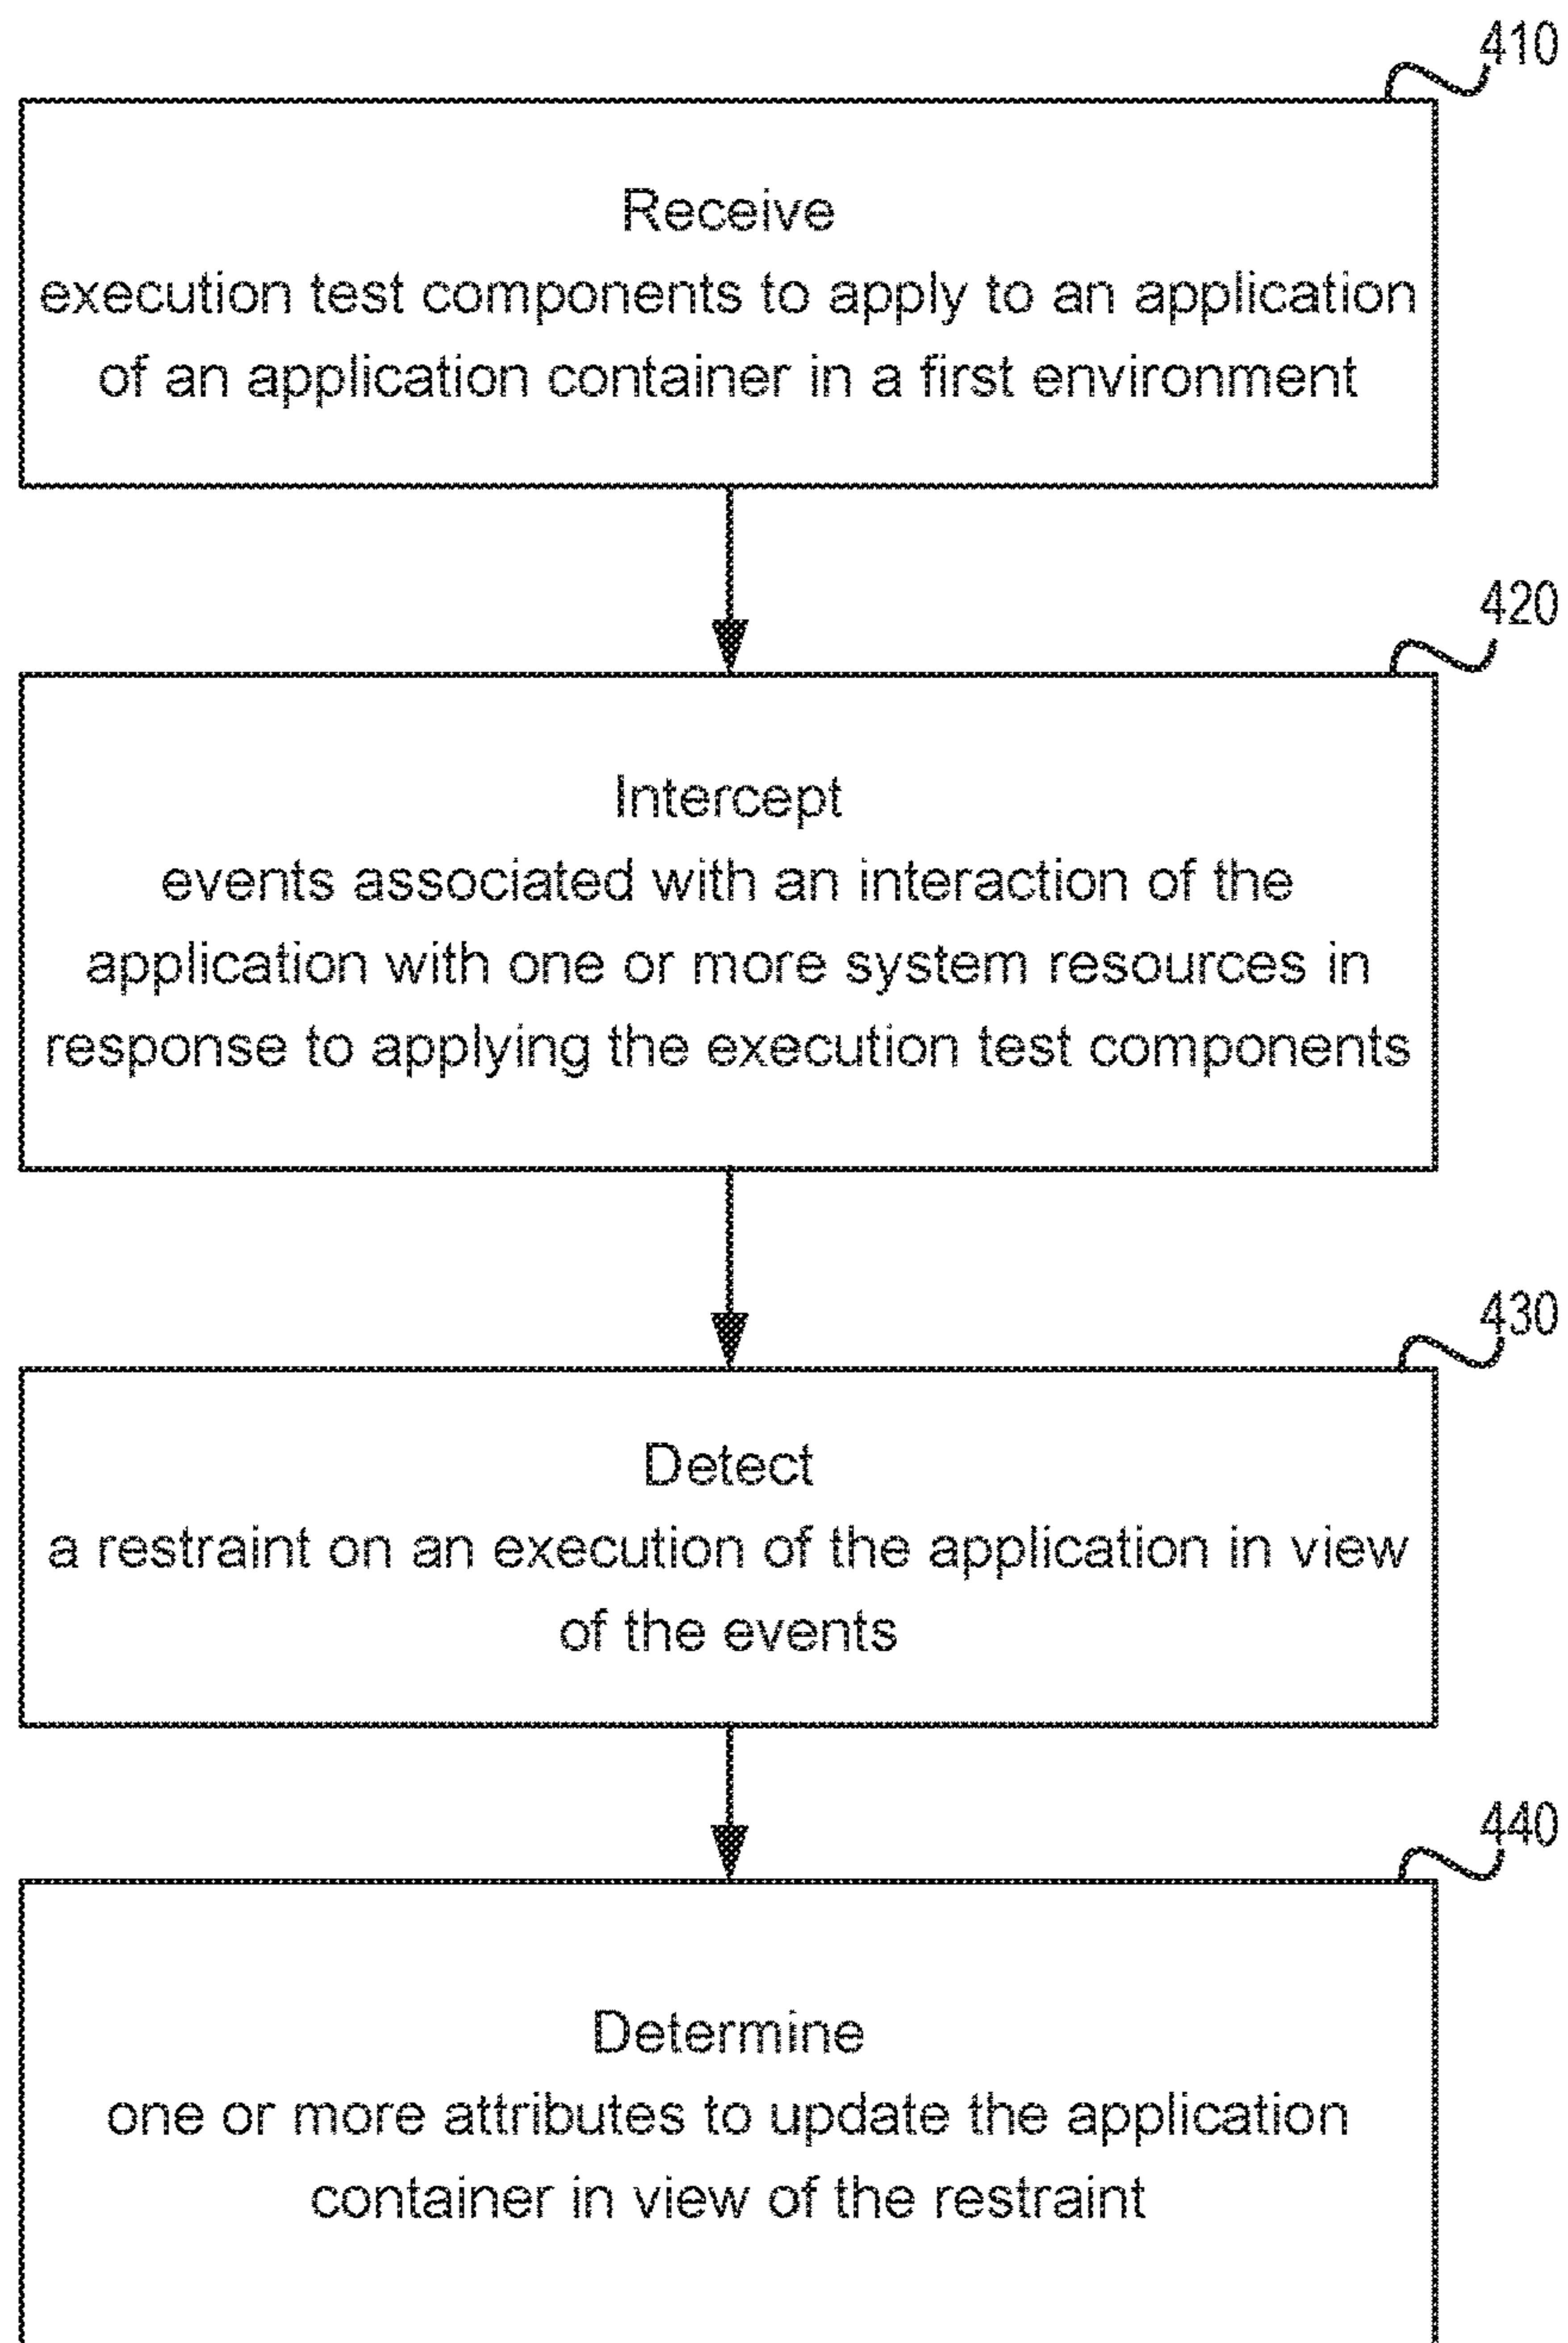 410
Receive
execution test components to apply to an application
of an application container in a first environment
420
Intercept
events associated with an interaction of the
application with one or more system resources in
response to applying the execution test components
430
Detect
a restraint on an execution of the application in view
of the events
440
Determine
one or more attributes to update the application
container in view of the restraint